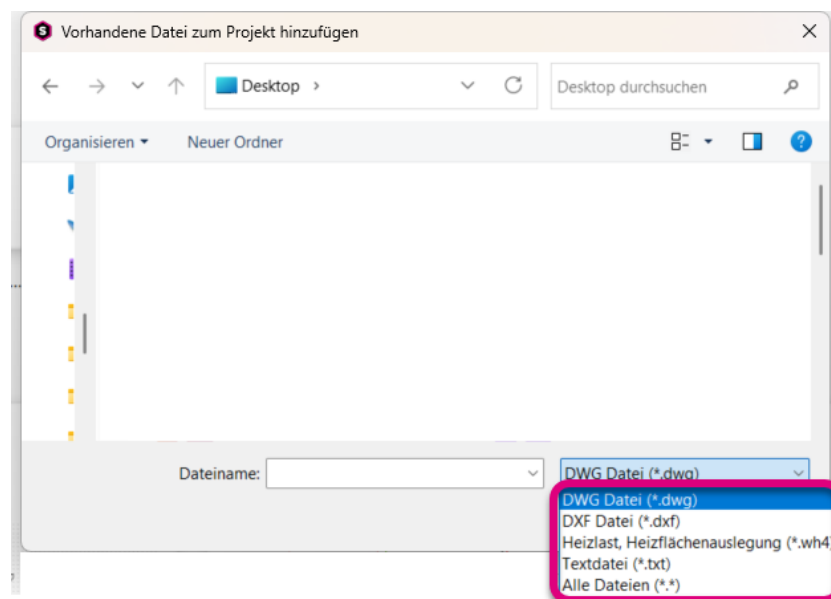 Vorhandene Datei zum Projekt hinzufügen
Desktop
Desktop durchsuchen
Organisieren
Neuer Ordner
Dateiname:
DWG Datei (*.dwg)
DWG Datei (*.dwg)
DXF Datei (*.dxf)
Heizlast, Heizflächenauslegung (*.wh4)
Textdatei (*.txt)
Alle Dateien (*.*)